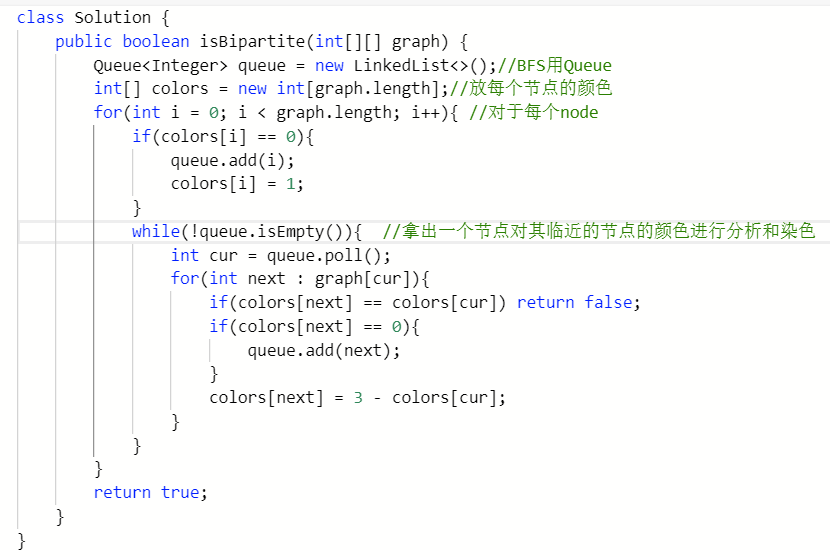 class Solution {
    public boolean isBipartite(int[][] graph) {
        Queue<Integer> queue = new LinkedList<>();//BFS用Queue
        int[] colors = new int[graph.length];//放每个节点的颜色
        for(int i = 0; i < graph.length; i++){ //对于每个node
            if(colors[i] == 0){
                queue.add(i);
                colors[i] = 1;
            }
            while(!queue.isEmpty()){  //拿出一个节点对其临近的节点的颜色进行分析和染色
                int cur = queue.poll();
                for(int next : graph[cur]){
                    if(colors[next] == colors[cur]) return false;
                    if(colors[next] == 0){
                        queue.add(next);
                    }
                    colors[next] = 3 - colors[cur];
                }
            }
        }
        return true;
    }
}